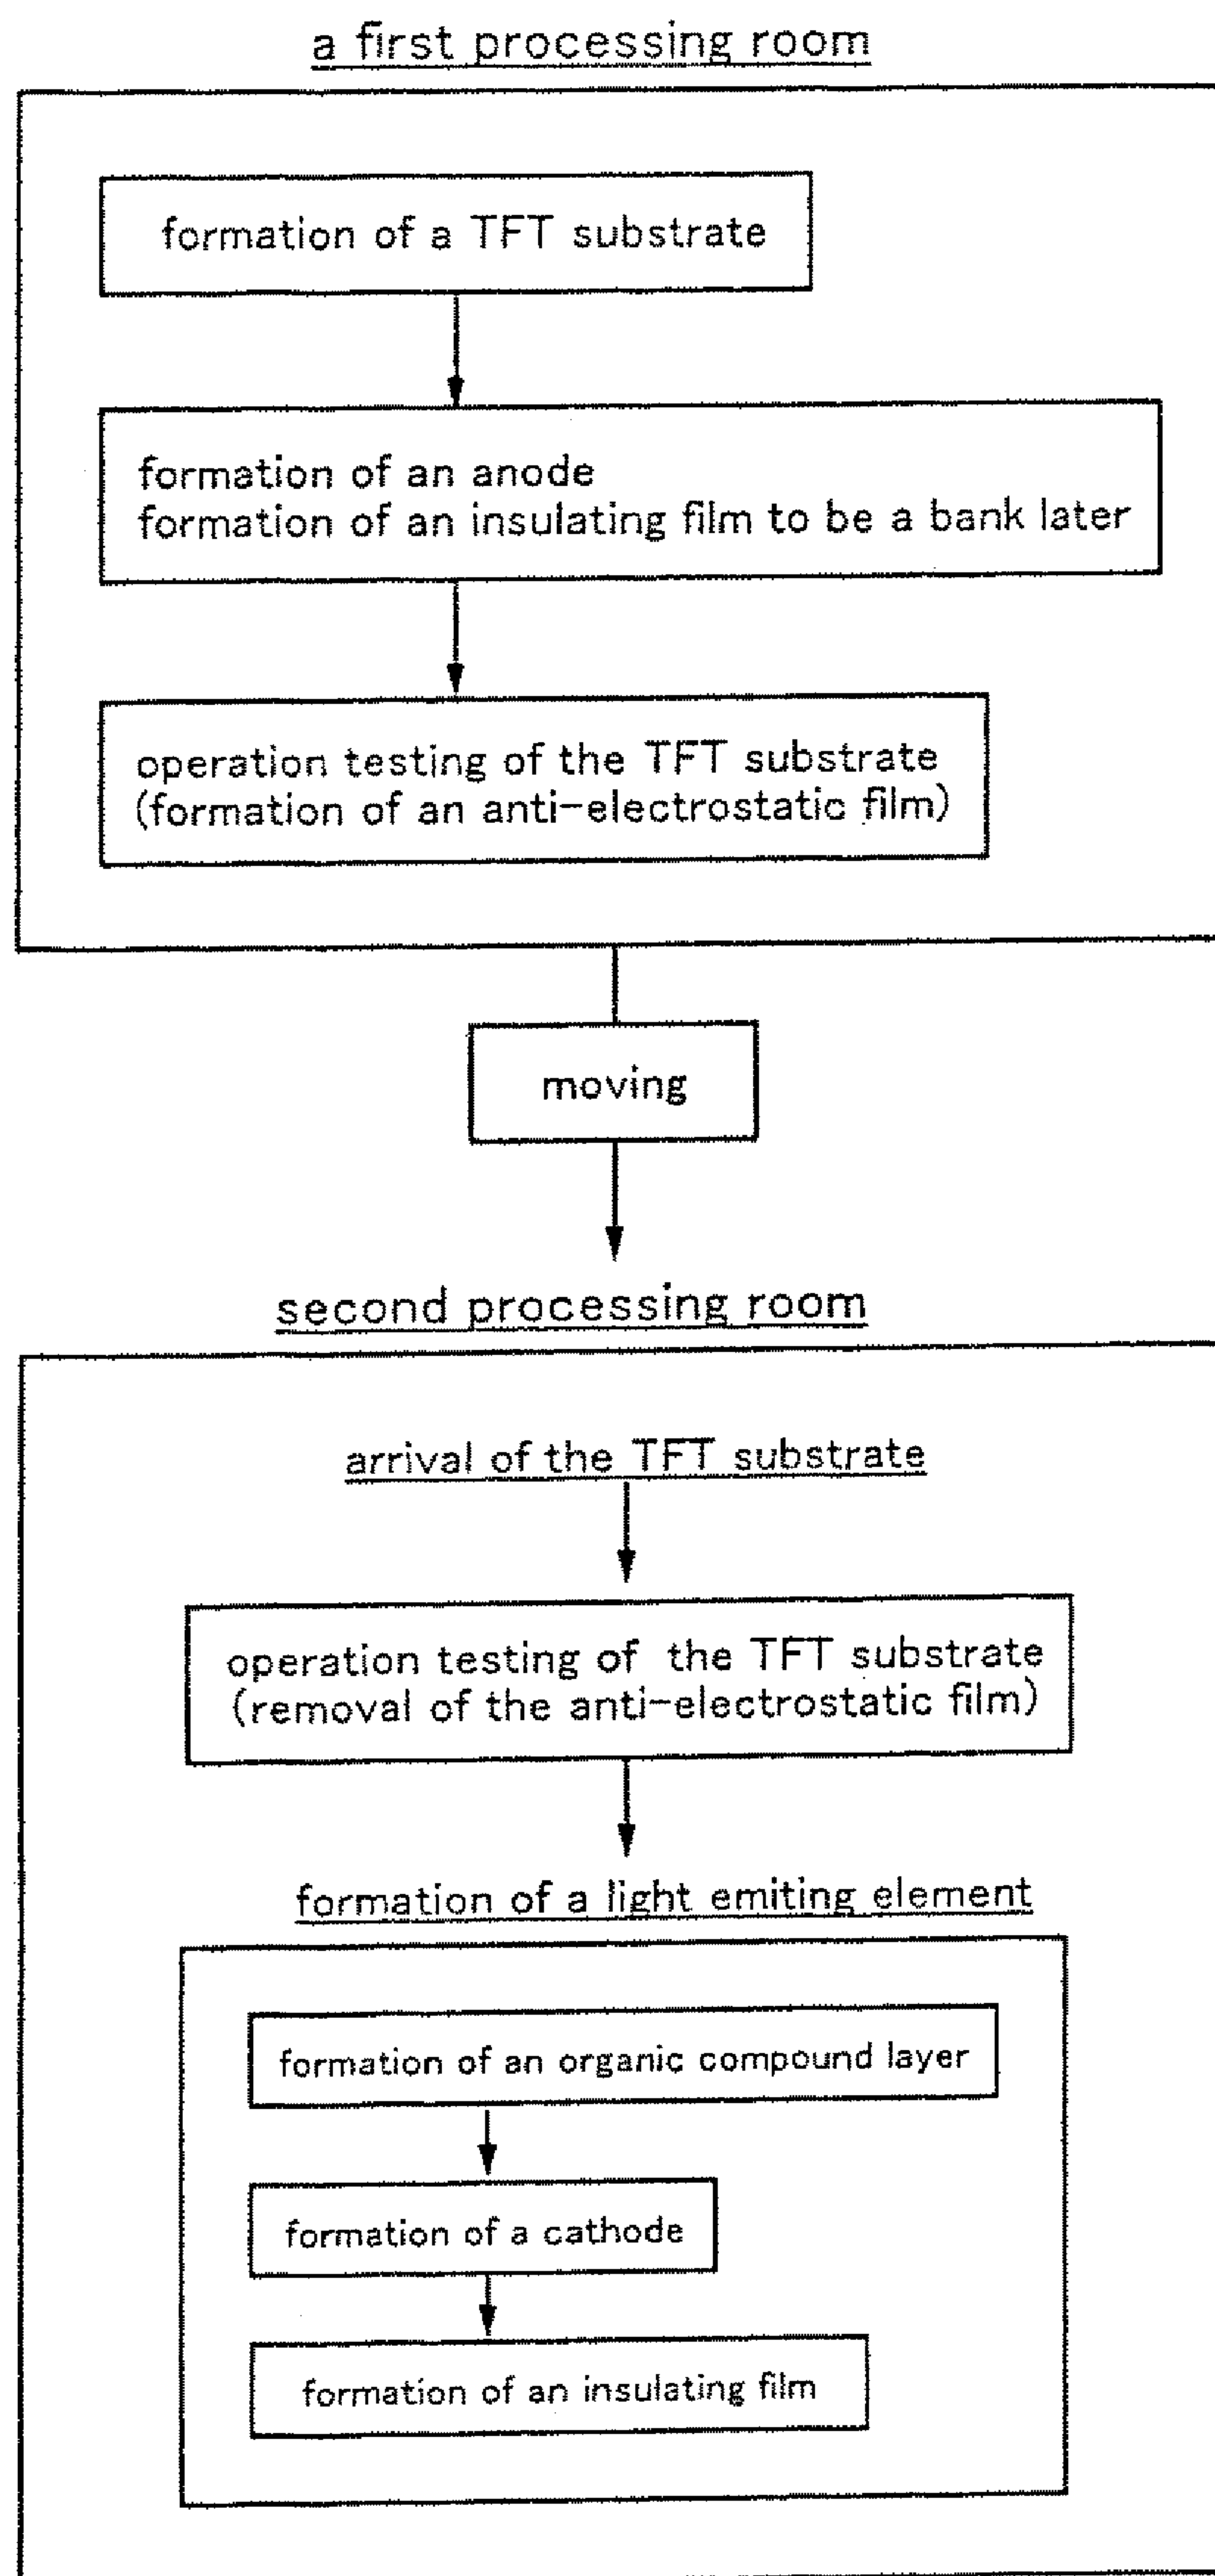 a first processing room
formation of a TFT substrate
formation of an anode
formation of an insulating film to be a bank later
operation testing of the TFT substrate
(formation of an anti-electrostatic film)
moving
second processing room
arrival of the TFT substrate
operation testing of the TFT substrate
(removal of the anti-electrostatic film)
formation of a light emiting element
formation of an organic compound layer
formation of a cathode
formation of an insulating film